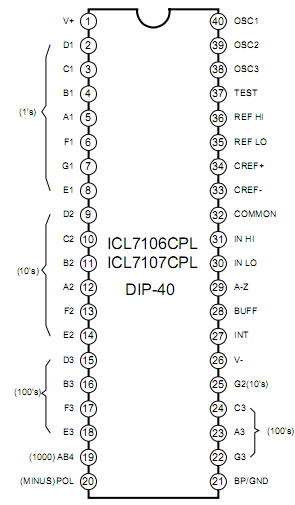 V+ 1 40 OSC1
D1 2 39 OSC2
C1 3 38 OSC3
B1 4 37 TEST
(1's) A1 5 36 REF HI
F1 6 35 REF LO
G1 7 34 CREF+
E1 8 33 CREF-
D2 9 32 COMMON
C2 10 ICL7106CPL 31 IN HI
(10's) B2 11 ICL7107CPL 30 IN LO
A2 12 DIP-40 29 A-Z
F2 13 28 BUFF
E2 14 27 INT
D3 15 26 V-
(100's) B3 16 25 G2(10's)
F3 17 24 C3
E3 18 23 A3 (100's)
(1000) AB4 19 22 G3
(MINUS)POL 20 21 BP/GND